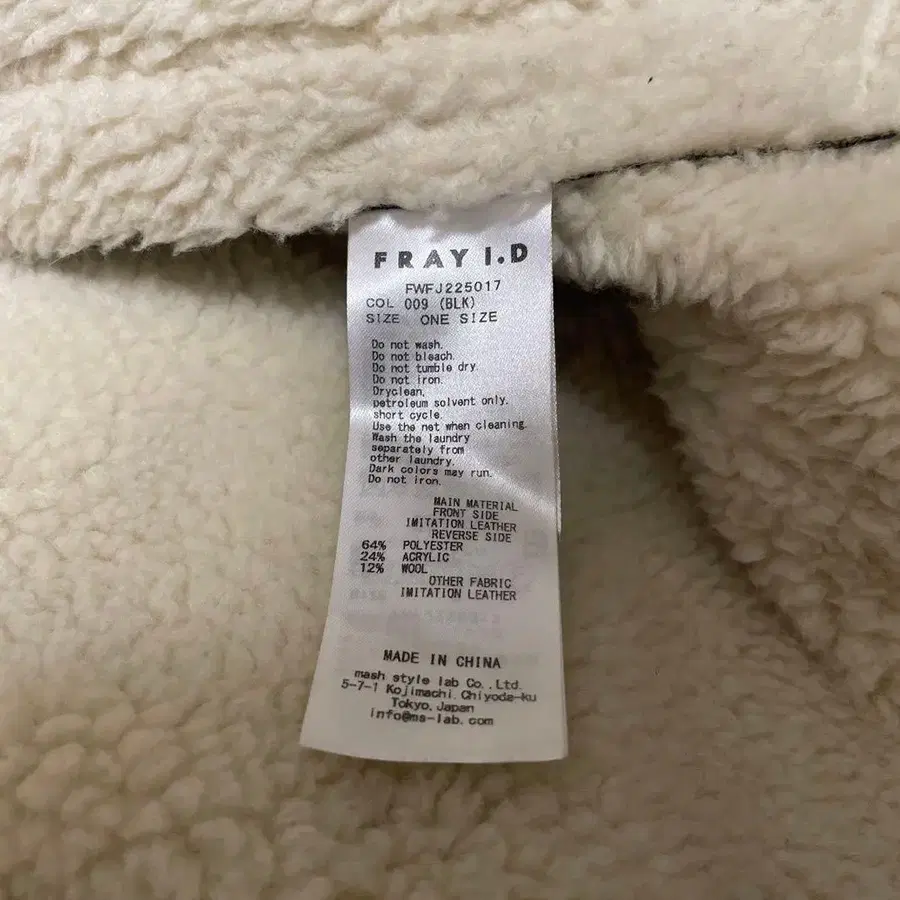 FRAY I.D
FWFJ225017
COL 009 (BLK)
SIZE ONE SIZE
Do not wash.
Do not bleach.
Do not tumble dry.
Do not iron.
Dryclean,
petroleum solvent only.
short cycle.
Use the net when cleaning.
Wash the laundry
separately from
other laundry.
Dark colors may run.
Do not iron.
MAIN MATERIAL
FRONT SIDE
IMITATION LEATHER
REVERSE SIDE
64% POLYESTER
24% ACRYLIC
12% WOOL
OTHER FABRIC
IMITATION LEATHER
MADE IN CHINA
mash style lab Co.,Ltd.
5-7-1 Kojimachi.Chiyoda-ku
Tokyo,Japan
info@ms-lab.com